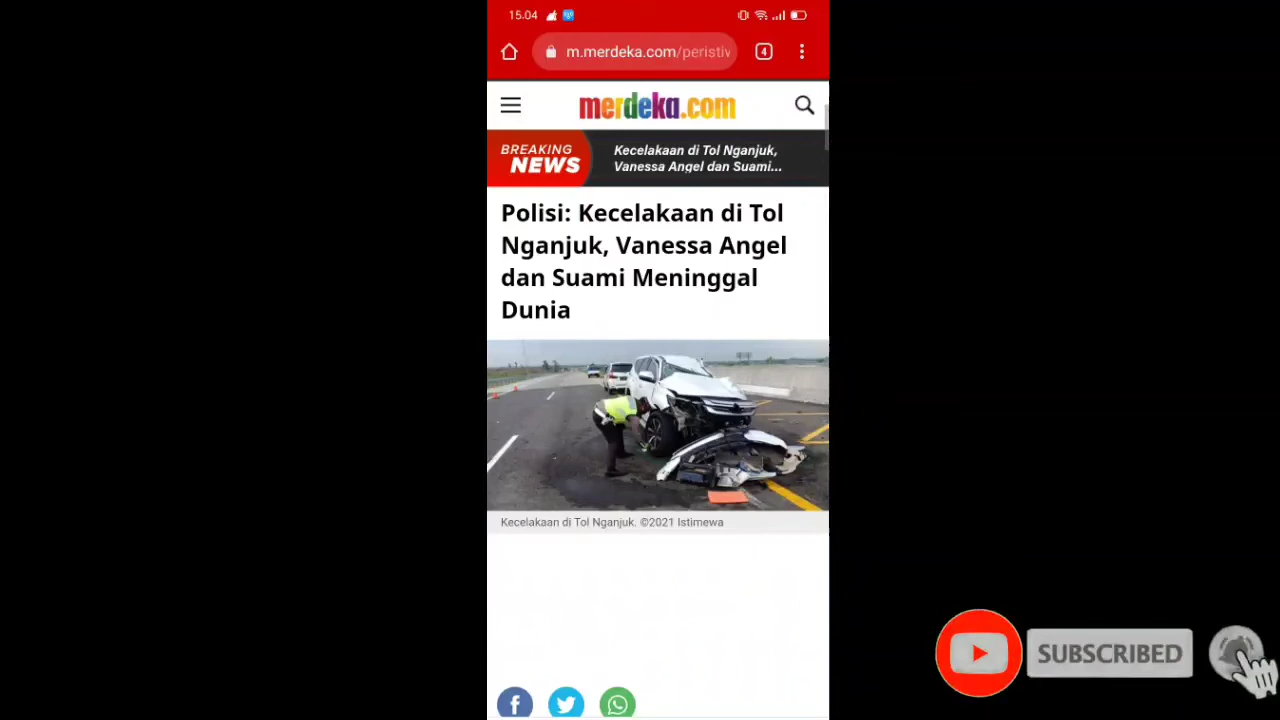 15.04
4
m.merdeka.com/peristiw
merdeka.com
BREAKING
NEWS
Kecelakaan di Tol Nganjuk,
Vanessa Angel dan Suami...
Polisi: Kecelakaan di Tol
Nganjuk, Vanessa Angel
dan Suami Meninggal
Dunia
Kecelakaan di Tol Nganjuk. ©2021 Istimewa
SUBSCRIBED